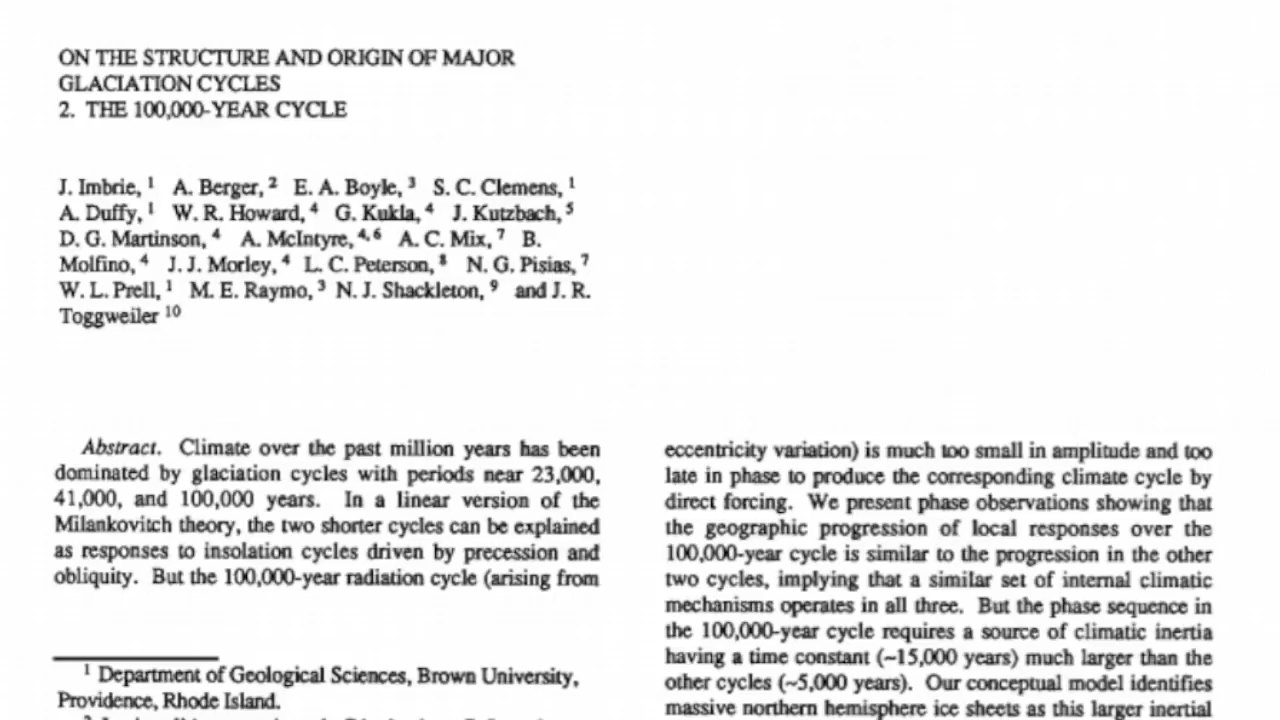 ON THE STRUCTURE AND ORIGIN OF MAJOR
GLACIATION CYCLES
2. THE 100,000-YEAR CYCLE
J. Imbrie, ¹ A. Berger, ² E. A. Boyle, ³ S. C. Clemens, ¹
A. Duffy, ¹ W. R. Howard, ⁴ G. Kukla, ⁴ J. Kutzbach, ⁵
D. G. Martinson, ⁴ A. McIntyre, ⁴,⁶ A. C. Mix, ⁷ B.
Molfino, ⁴ J. J. Morley, ⁴ L. C. Peterson, ⁸ N. G. Pisias, ⁷
W. L. Prell, ¹ M. E. Raymo, ³ N. J. Shackleton, ⁹ and J. R.
Toggweiler ¹⁰
Abstract. Climate over the past million years has been
dominated by glaciation cycles with periods near 23,000,
41,000, and 100,000 years. In a linear version of the
Milankovitch theory, the two shorter cycles can be explained
as responses to insolation cycles driven by precession and
obliquity. But the 100,000-year radiation cycle (arising from
¹ Department of Geological Sciences, Brown University,
Providence, Rhode Island.
eccentricity variation) is much too small in amplitude and too
late in phase to produce the corresponding climate cycle by
direct forcing. We present phase observations showing that
the geographic progression of local responses over the
100,000-year cycle is similar to the progression in the other
two cycles, implying that a similar set of internal climatic
mechanisms operates in all three. But the phase sequence in
the 100,000-year cycle requires a source of climatic inertia
having a time constant (~15,000 years) much larger than the
other cycles (~5,000 years). Our conceptual model identifies
massive northern hemisphere ice sheets as this larger inertial